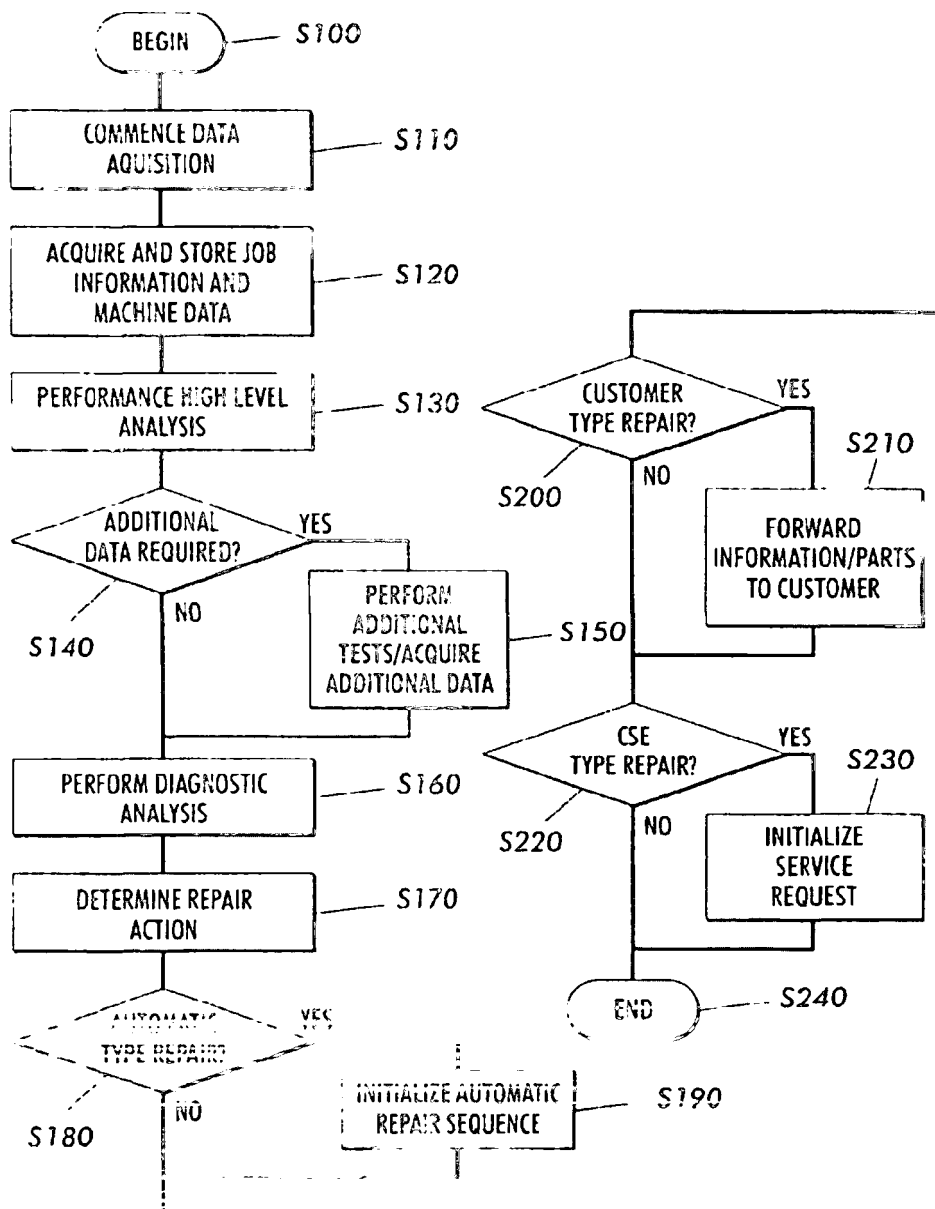 BEGIN
S100
COMMENCE DATA
AQUISITION
S110
ACQUIRE AND STORE JOB
INFORMATION AND
MACHINE DATA
S120
PERFORMANCE HIGH LEVEL
ANALYSIS
S130
ADDITIONAL
DATA REQUIRED?
YES
NO
S140
PERFORM
ADDITIONAL
TESTS/ACQUIRE
ADDITIONAL DATA
S150
PERFORM DIAGNOSTIC
ANALYSIS
S160
DETERMINE REPAIR
ACTION
S170
AUTOMATIC
TYPE REPAIR?
YES
NO
S180
INITIALIZE AUTOMATIC
REPAIR SEQUENCE
S190
CUSTOMER
TYPE REPAIR?
YES
NO
S200
S210
FORWARD
INFORMATION/PARTS
TO CUSTOMER
CSE
TYPE REPAIR?
YES
NO
S220
S230
INITIALIZE
SERVICE
REQUEST
END
S240